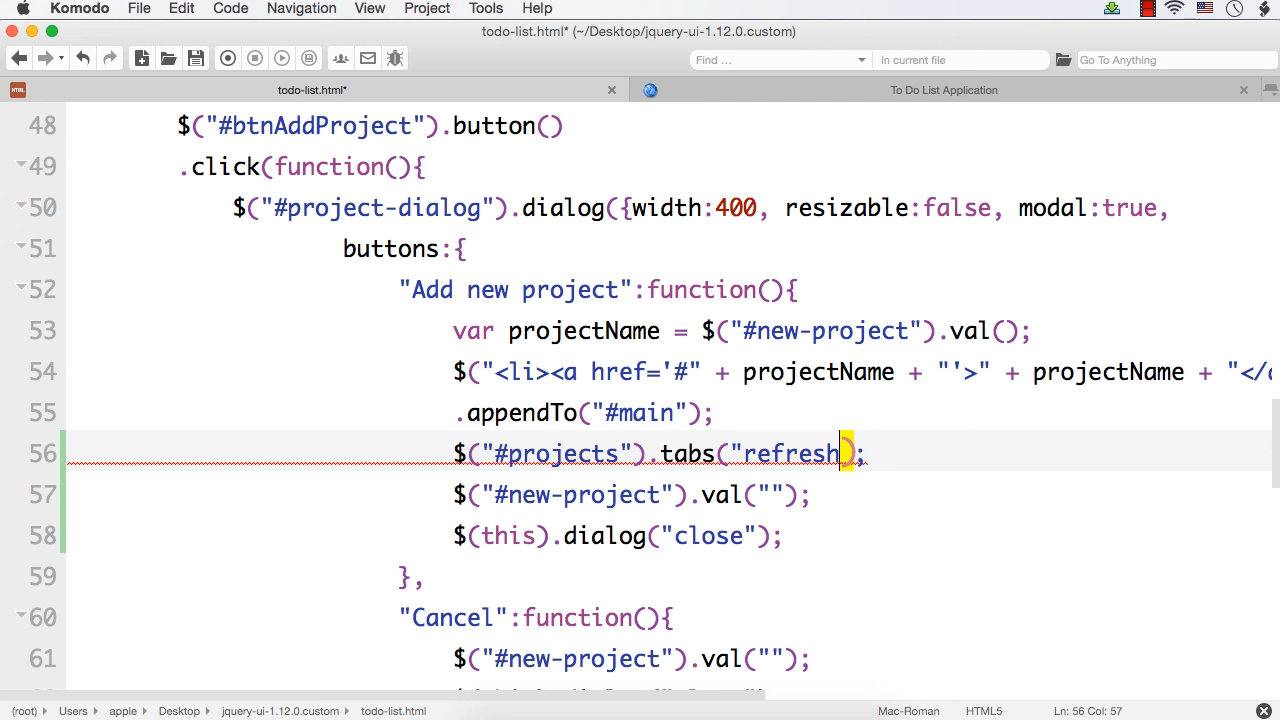 Komodo File Edit Code Navigation View Project Tools Help
todo-list.html* (~/Desktop/jquery-ui-1.12.0.custom)
Find ... In current file Go To Anything
HTML todo-list.html* To Do List Application
48 $("#btnAddProject").button()
49 .click(function(){
50 $("#project-dialog").dialog({width:400, resizable:false, modal:true,
51 buttons:{
52 "Add new project":function(){
53 var projectName = $("#new-project").val();
54 $("<li><a href='#" + projectName + "'>" + projectName + "</
55 .appendTo("#main");
56 $("#projects").tabs("refresh);
57 $("#new-project").val("");
58 $(this).dialog("close");
59 },
60 "Cancel":function(){
61 $("#new-project").val("");
(root) Users apple Desktop jquery-ui-1.12.0.custom todo-list.html Mac-Roman HTML5 Ln: 56 Col: 57